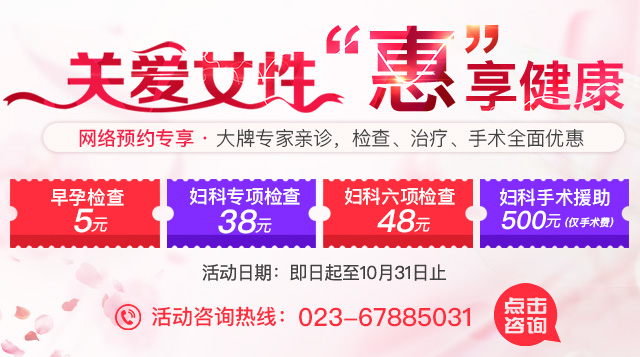 关爱女性“惠”享健康
网络预约专享·大牌专家亲诊，检查、治疗、手术全面优惠
早孕检查
5元
妇科专项检查
38元
妇科六项检查
48元
妇科手术援助
500元(仅手术费)
活动日期：即日起至10月31日止
活动咨询热线：023-67885031
点击
咨询